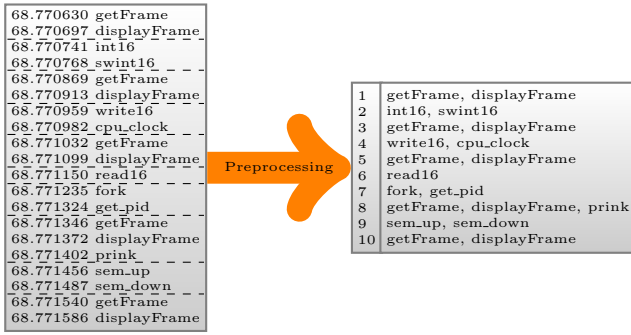 68.770630 getFrame
68.770697 displayFrame
68.770741 int16
68.770768 swint16
68.770869 getFrame
68.770913 displayFrame
68.770959 write16
68.770982 cpu_clock
68.771032 getFrame
68.771099 displayFrame
68.771150 read16
68.771235 fork
68.771324 get_pid
68.771346 getFrame
68.771372 displayFrame
68.771402 prink
68.771456 sem_up
68.771487 sem_down
68.771540 getFrame
68.771586 displayFrame
Preprocessing
1 getFrame, displayFrame
2 int16, swint16
3 getFrame, displayFrame
4 write16, cpu_clock
5 getFrame, displayFrame
6 read16
7 fork, get_pid
8 getFrame, displayFrame, prink
9 sem_up, sem_down
10 getFrame, displayFrame